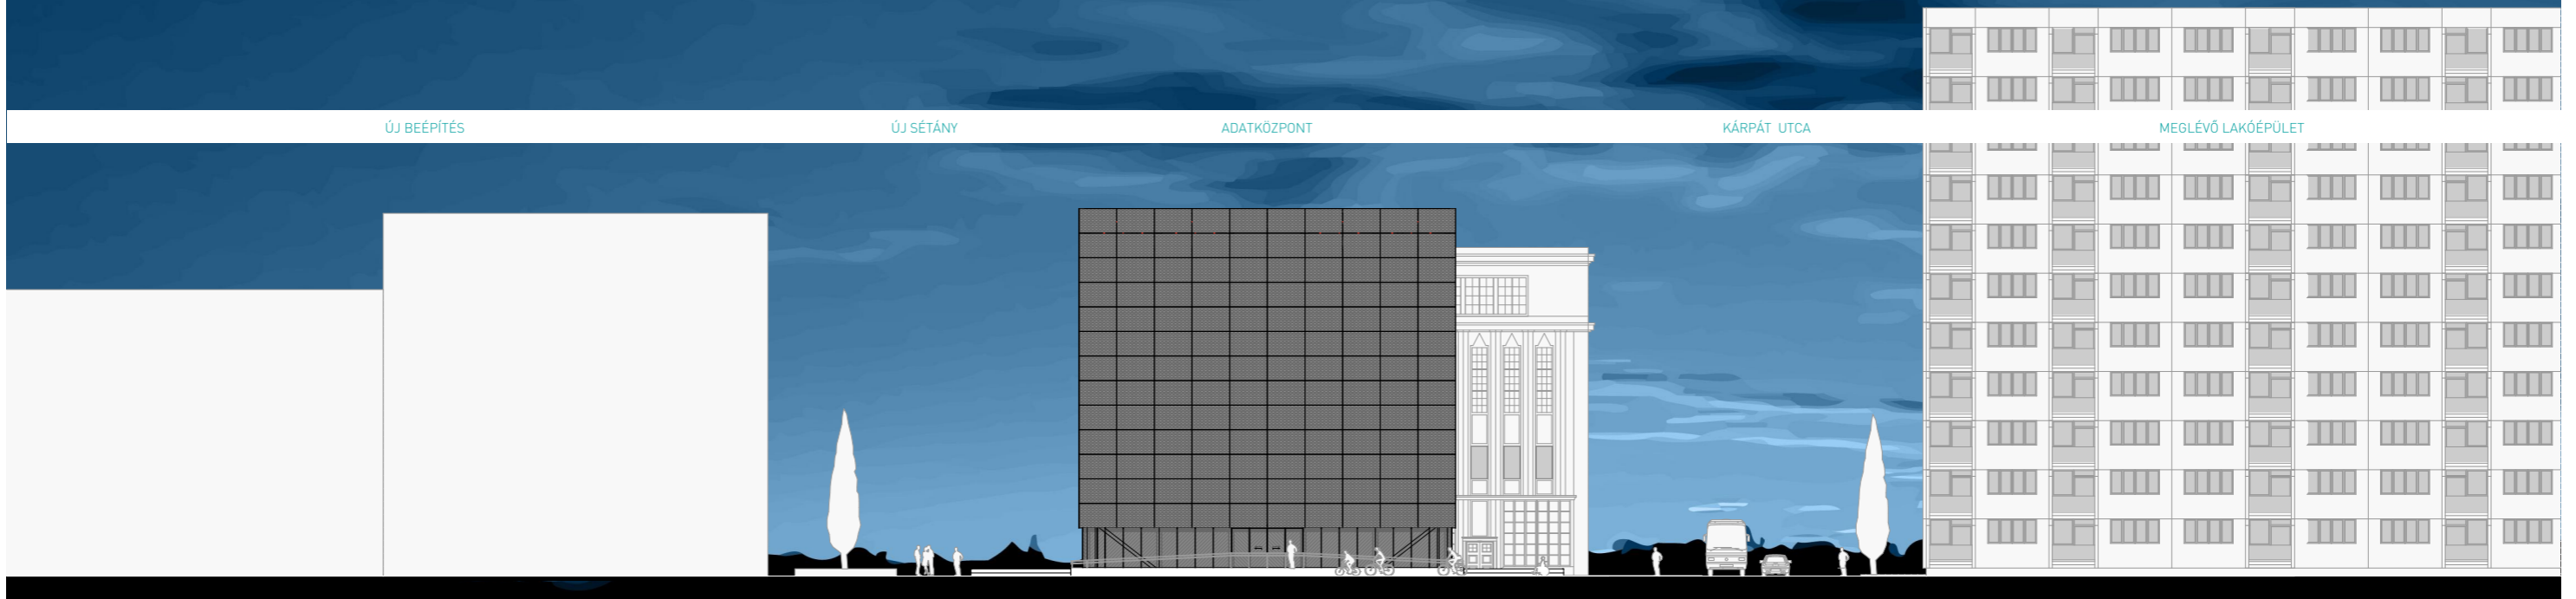 ÚJ BEÉPÍTÉS
ÚJ SÉTÁNY
ADATKÖZPONT
KÁRPÁT UTCA
MEGLÉVŐ LAKÓÉPÜLET